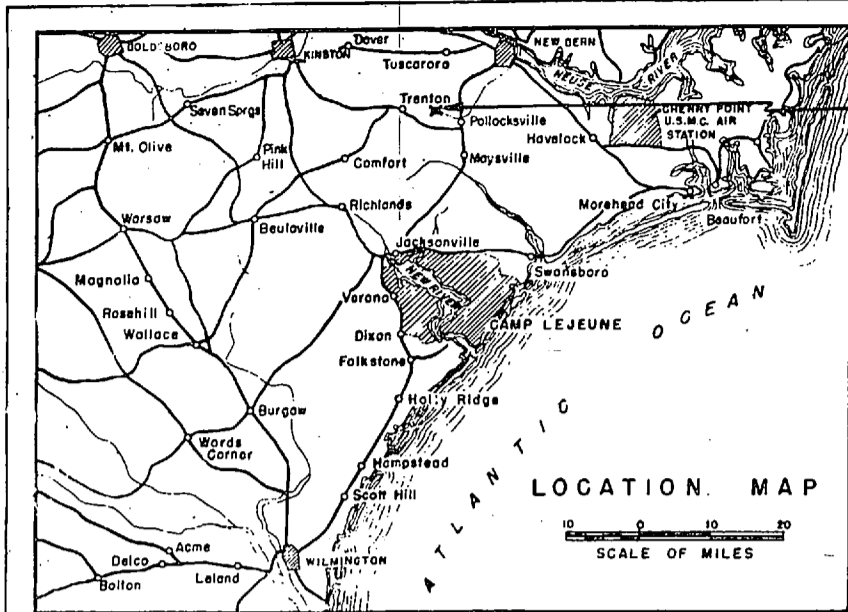 GOLDSBORO
KINSTON
Dover
Tuscarora
NEW BERN
NEUSE RIVER
Seven Sprgs
Trenton
Pollocksville
Havelock
CHERRY POINT
U.S.M.C. AIR
STATION
Mt. Olive
Pink
Hill
Comfort
Maysville
Richlands
Morehead City
Beaufort
Warsaw
Beulaville
Jacksonville
Swansboro
Magnolia
NEW RIVER
Verona
Rosehill
Wallace
Dixon
CAMP LEJEUNE
Folkstone
ATLANTIC OCEAN
Holly Ridge
Burgaw
Words
Corner
Hampstead
Scott Hill
LOCATION MAP
10 0 10 20
SCALE OF MILES
Acme
Delco
Leland
WILMINGTON
Bolton